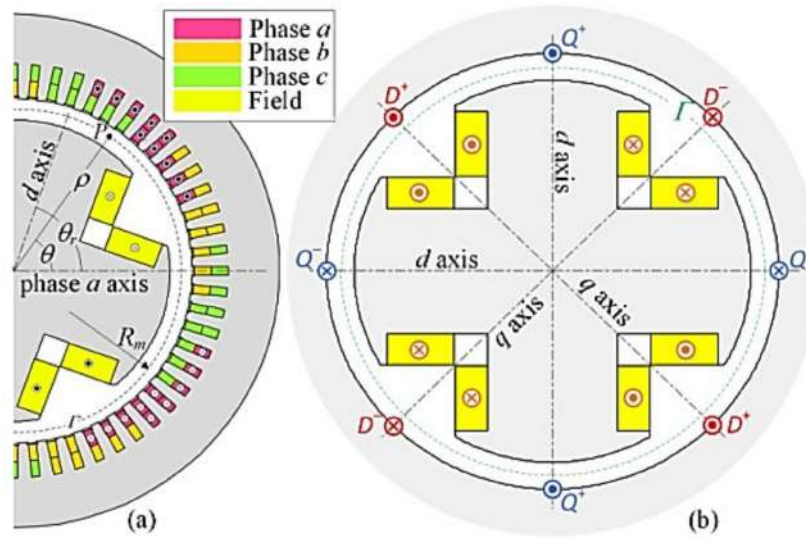 Phase a
Phase b
Phase c
Field
P
d axis
ρ
θr
θ
phase a axis
Rm
Γ
(a)
Q+
D+
D−
Γ
d axis
Q−
d axis
Q−
q axis
q axis
D−
D+
Q+
(b)